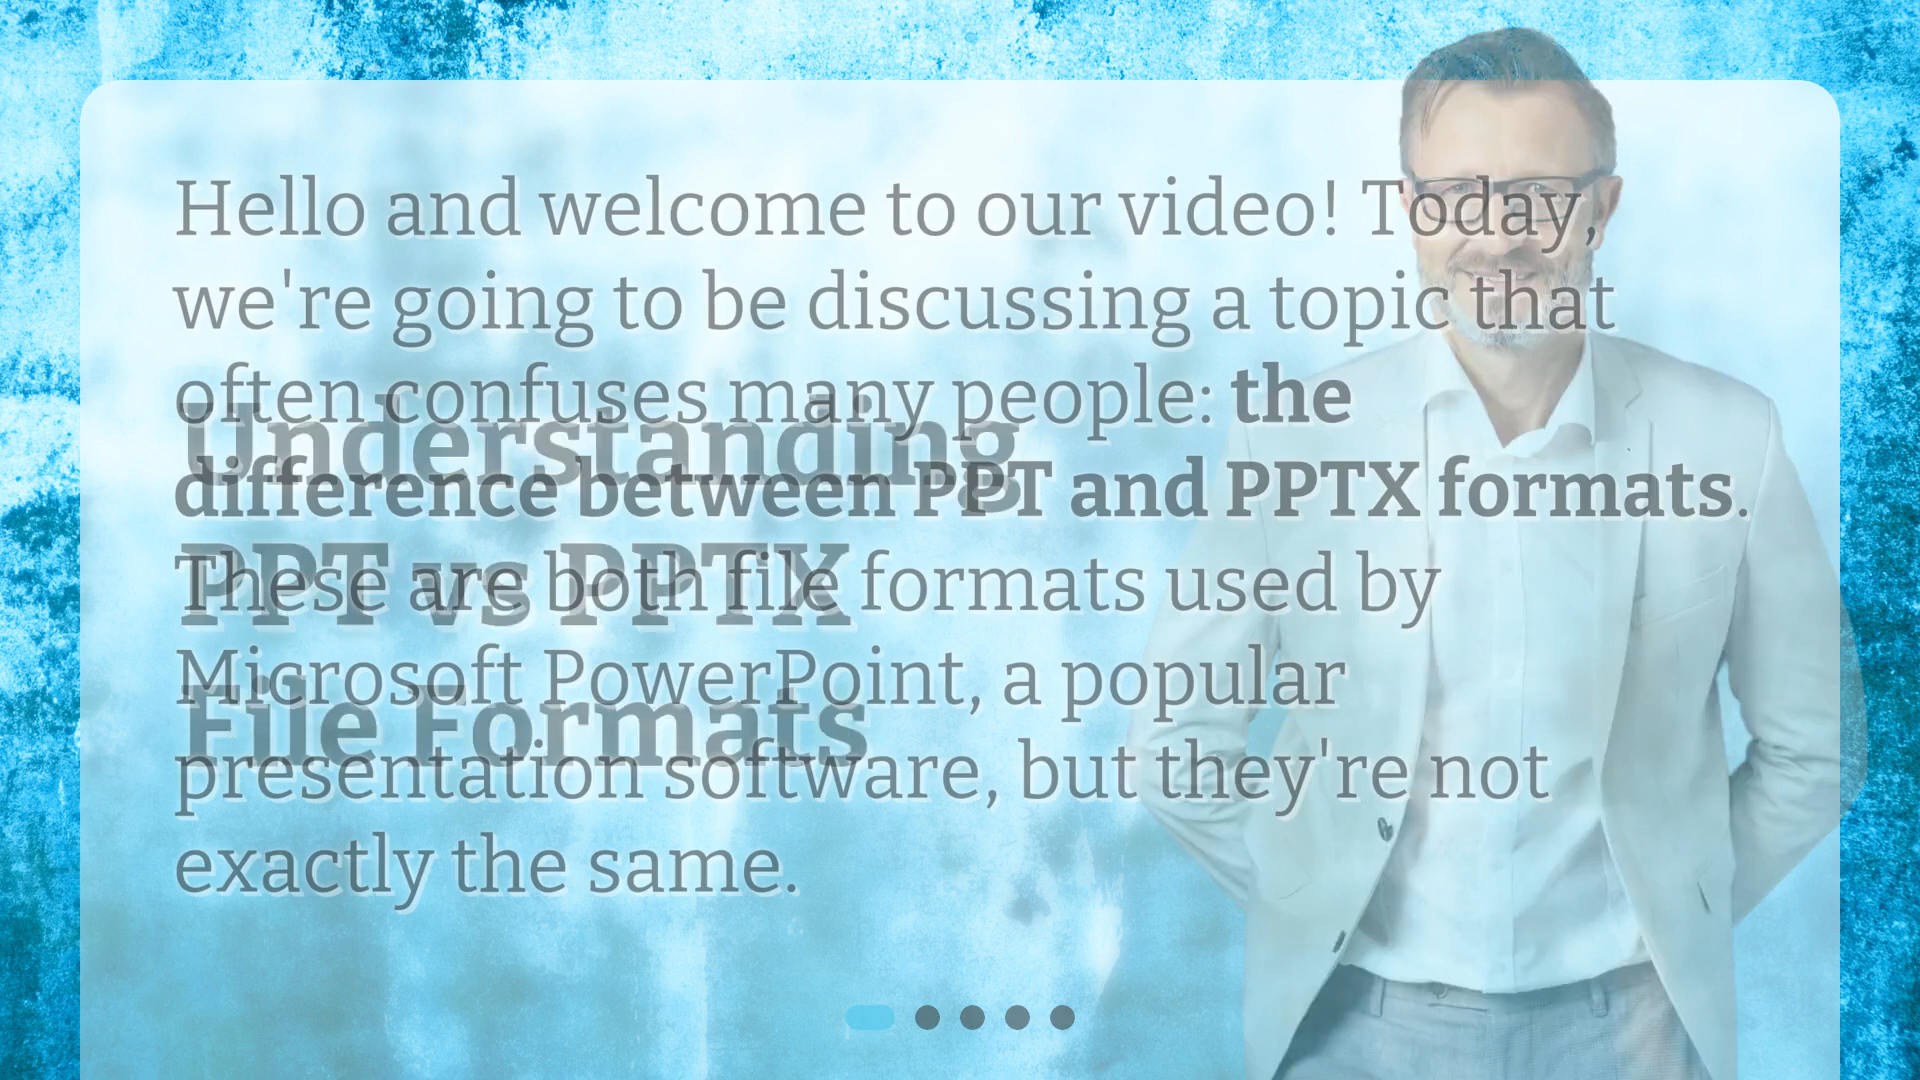 Hello and welcome to our video! Today,
we're going to be discussing a topic that
often confuses many people: the
difference between PPT and PPTX formats.
These are both file formats used by
Microsoft PowerPoint, a popular
presentation software, but they're not
exactly the same.
Understanding
PPT vs PPTX
File Formats